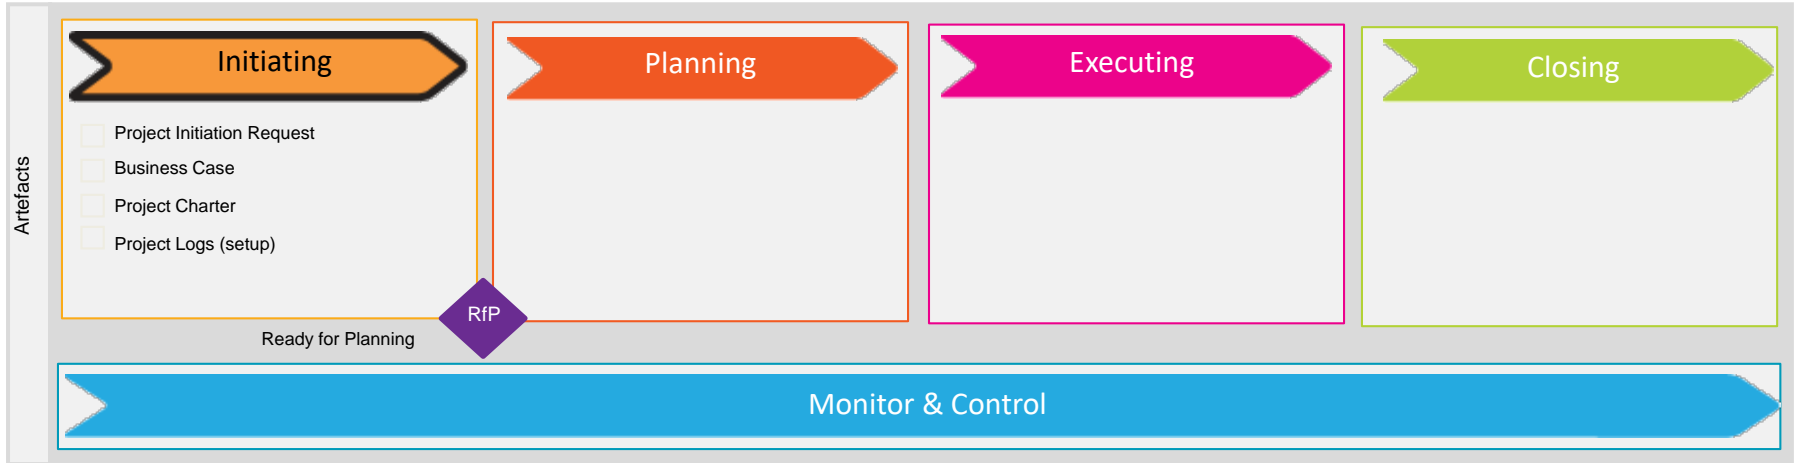 Initiating
Planning
Executing
Closing
Artefacts
Project Initiation Request
Business Case
Project Charter
Project Logs (setup)
RfP
Ready for Planning
Monitor & Control